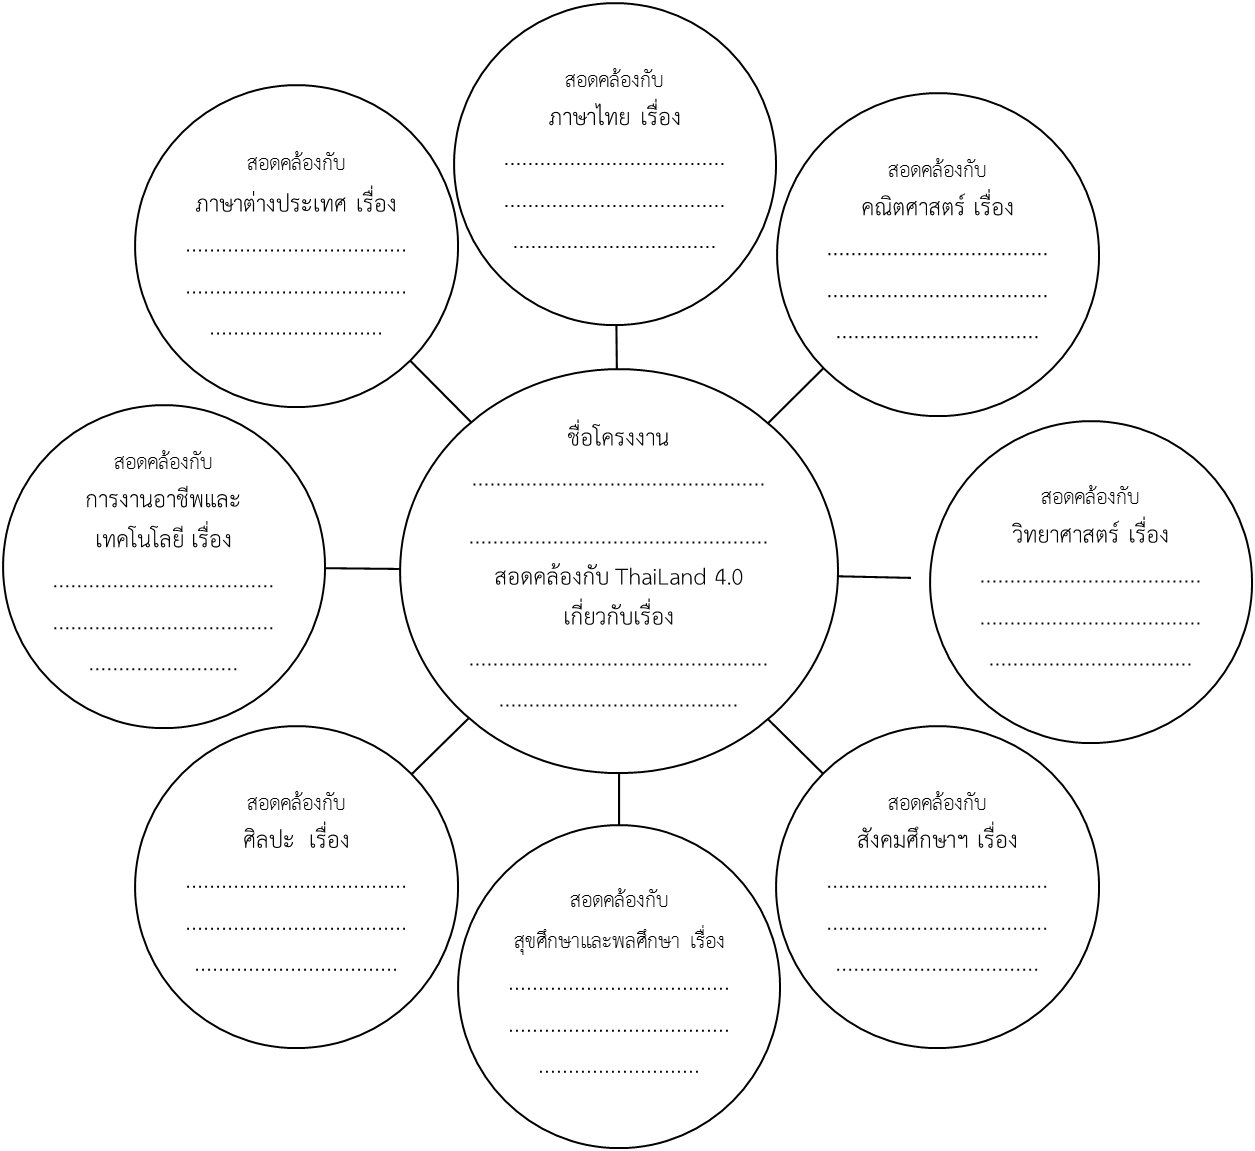 สอดคล้องกับ
ภาษาไทย เรื่อง
.....................................
.....................................
..................................
สอดคล้องกับ
ภาษาต่างประเทศ เรื่อง
.....................................
.....................................
.............................
สอดคล้องกับ
คณิตศาสตร์ เรื่อง
.....................................
.....................................
..................................
ชื่อโครงงาน
.................................................
..................................................
สอดคล้องกับ ThaiLand 4.0
เกี่ยวกับเรื่อง
..................................................
........................................
สอดคล้องกับ
การงานอาชีพและ
เทคโนโลยี เรื่อง
.....................................
.....................................
.........................
สอดคล้องกับ
วิทยาศาสตร์ เรื่อง
.....................................
.....................................
..................................
สอดคล้องกับ
ศิลปะ เรื่อง
.....................................
.....................................
..................................
สอดคล้องกับ
สังคมศึกษาฯ เรื่อง
.....................................
.....................................
..................................
สอดคล้องกับ
สุขศึกษาและพลศึกษา เรื่อง
.....................................
.....................................
...........................